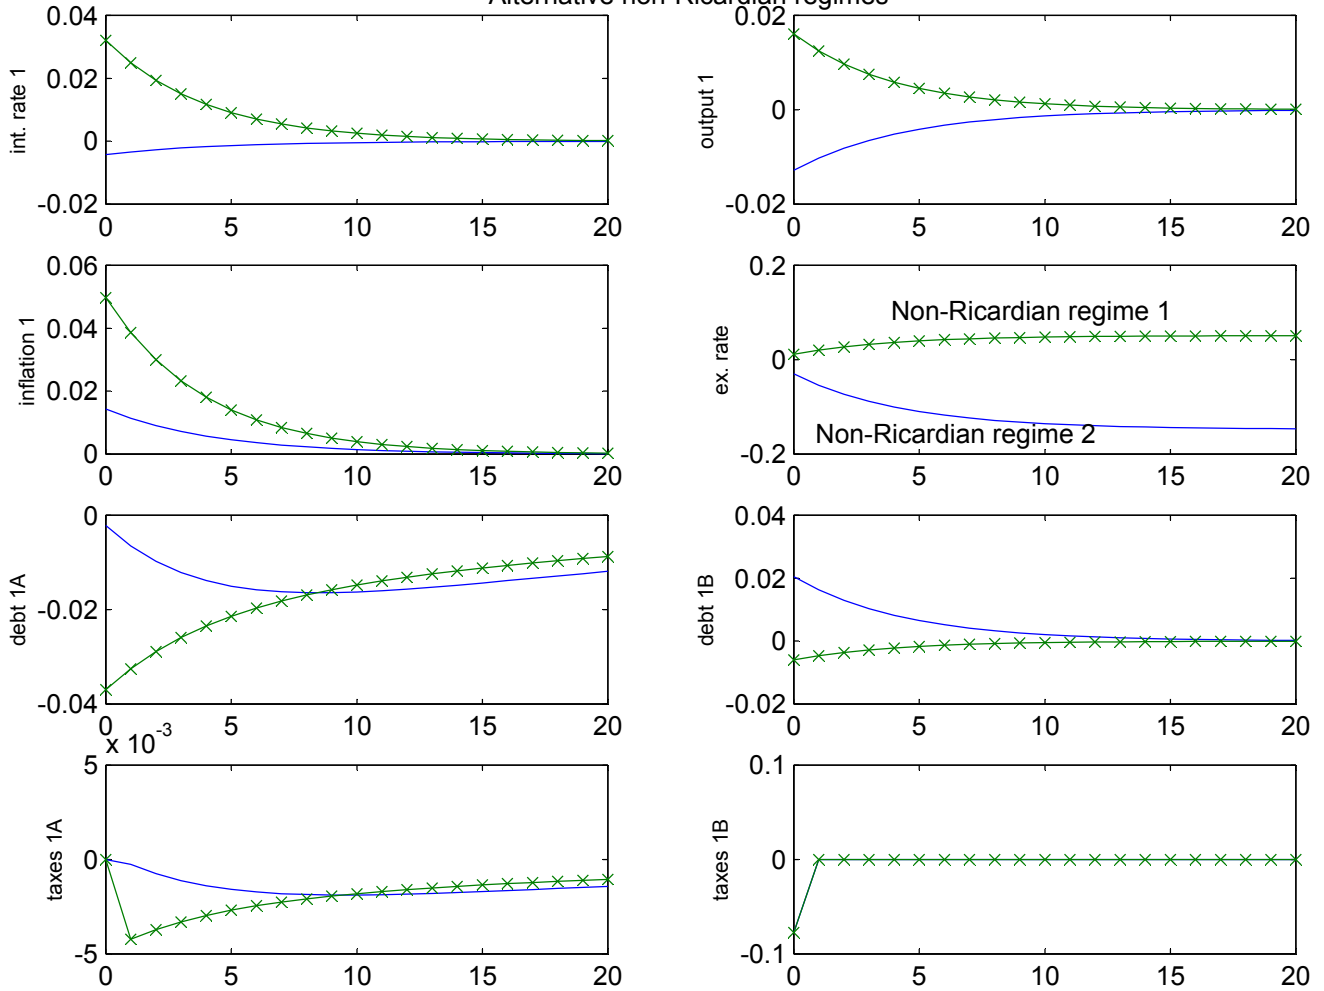 Alternative non-Ricardian regimes
0.04
0.02
0
-0.02
int. rate 1
0 5 10 15 20
0.02
0
-0.02
output 1
0 5 10 15 20
0.06
0.04
0.02
0
inflation 1
0 5 10 15 20
0.2
0
-0.2
ex. rate
Non-Ricardian regime 1
Non-Ricardian regime 2
0 5 10 15 20
0
-0.02
-0.04
debt 1A
0 5 10 15 20
0.04
0.02
0
-0.02
debt 1B
0 5 10 15 20
x 10-3
5
0
-5
taxes 1A
0 5 10 15 20
0.1
0
-0.1
taxes 1B
0 5 10 15 20